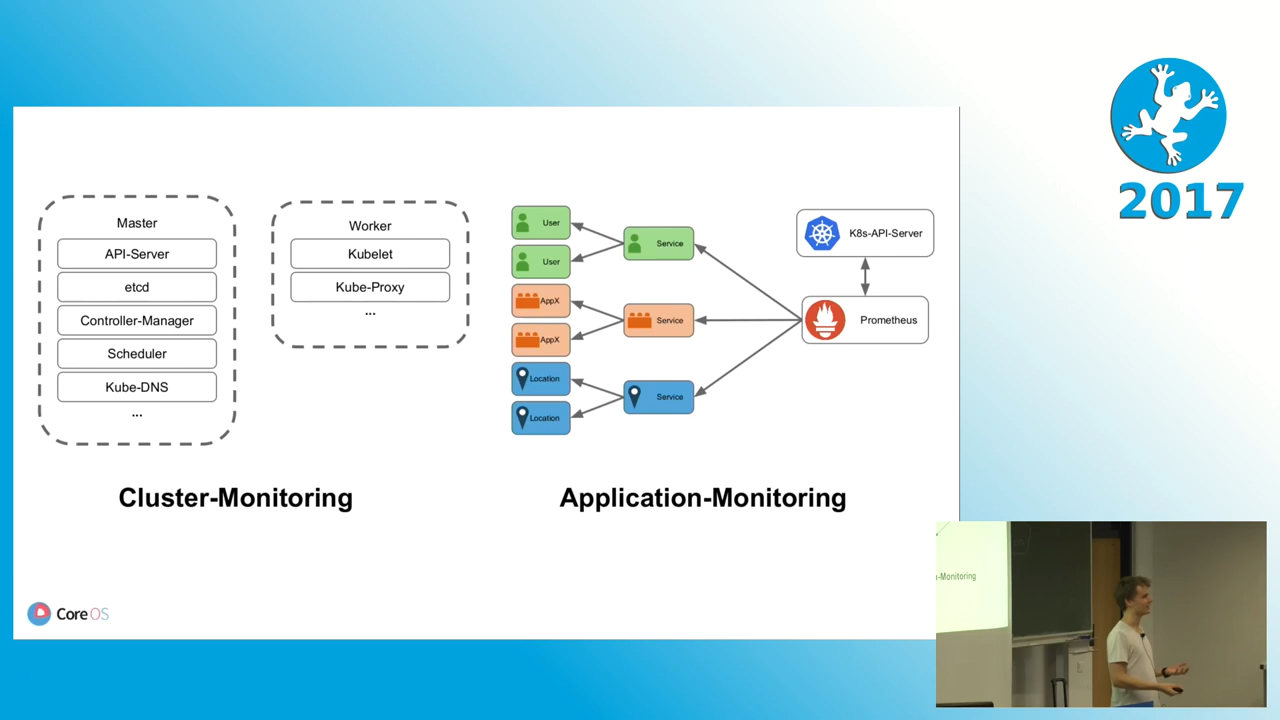 Master
API-Server
etcd
Controller-Manager
Scheduler
Kube-DNS
...
Worker
Kubelet
Kube-Proxy
...
Cluster-Monitoring
User
User
AppX
AppX
Location
Location
Service
Service
Service
K8s-API-Server
Prometheus
Application-Monitoring
CoreOS
2017
-Monitoring